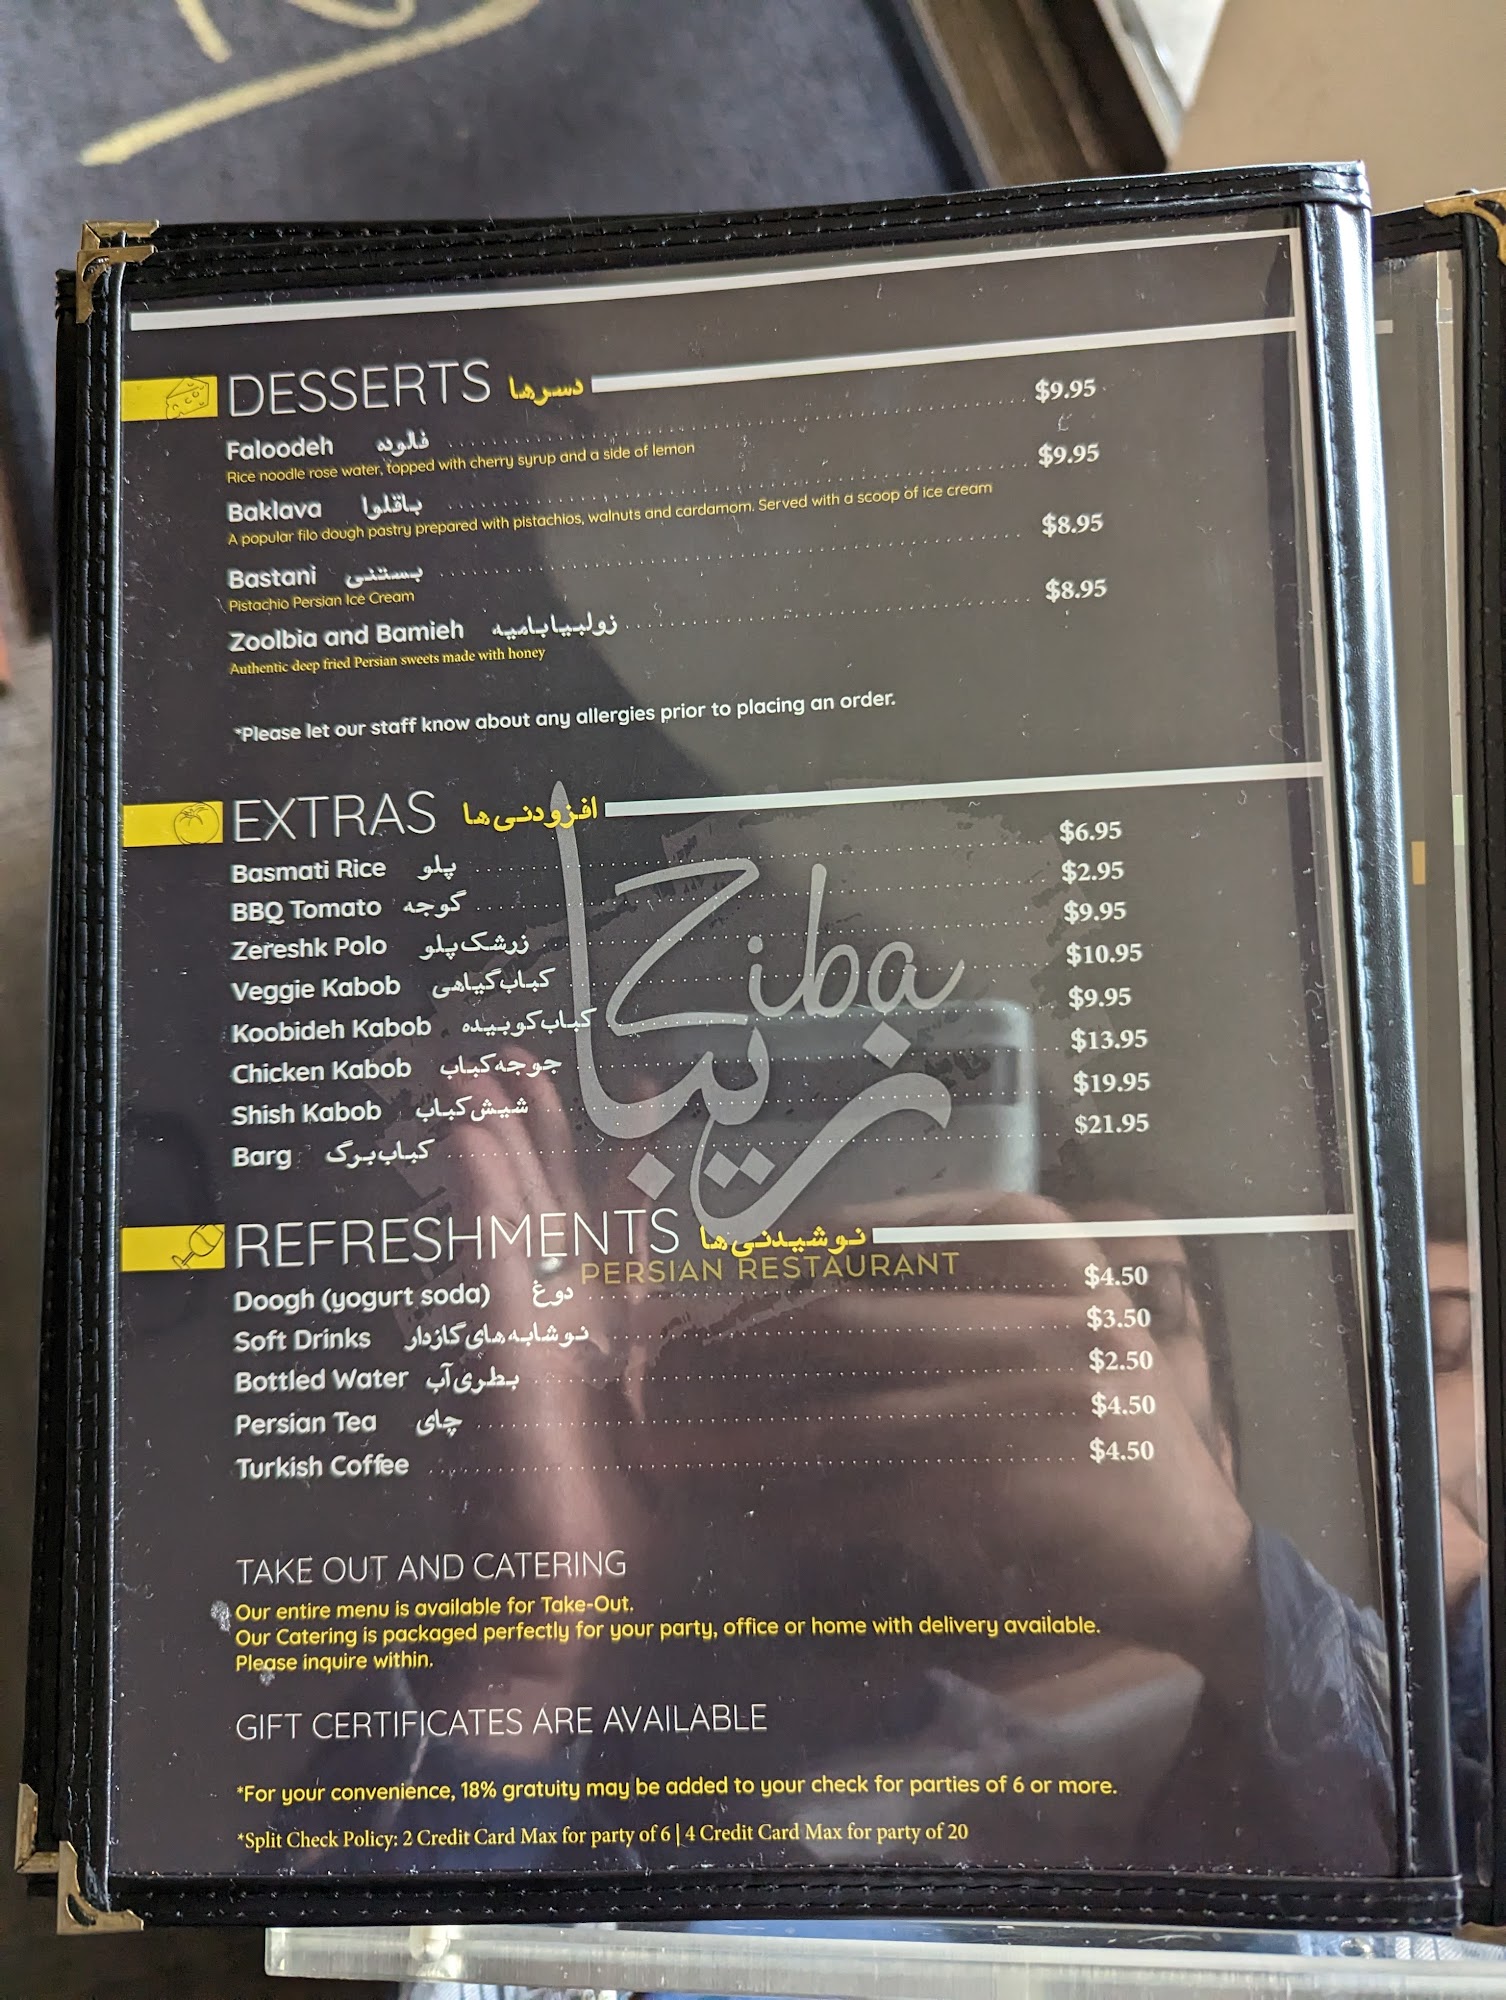 DESSERTS دسرها
Faloodeh فالوده $9.95
Rice noodle rose water, topped with cherry syrup and a side of lemon
Baklava باقلوا $9.95
A popular filo dough pastry prepared with pistachios, walnuts and cardamom. Served with a scoop of ice cream
Bastani بستنی $8.95
Pistachio Persian Ice Cream
Zoolbia and Bamieh زولبیا بامیه $8.95
Authentic deep fried Persian sweets made with honey
*Please let our staff know about any allergies prior to placing an order.
EXTRAS افزودنی ها
Basmati Rice پلو $6.95
BBQ Tomato گوجه $2.95
Zereshk Polo زرشک پلو $9.95
Veggie Kabob کباب گیاهی $10.95
Koobideh Kabob کباب کوبیده $9.95
Chicken Kabob جوجه کباب $13.95
Shish Kabob شیش کباب $19.95
Barg کباب برگ $21.95
Ziba
زیبا
PERSIAN RESTAURANT
REFRESHMENTS نوشیدنی ها
Doogh (yogurt soda) دوغ $4.50
Soft Drinks نوشابه های گازدار $3.50
Bottled Water بطری آب $2.50
Persian Tea چای $4.50
Turkish Coffee $4.50
TAKE OUT AND CATERING
Our entire menu is available for Take-Out.
Our Catering is packaged perfectly for your party, office or home with delivery available.
Please inquire within.
GIFT CERTIFICATES ARE AVAILABLE
*For your convenience, 18% gratuity may be added to your check for parties of 6 or more.
*Split Check Policy: 2 Credit Card Max for party of 6 | 4 Credit Card Max for party of 20